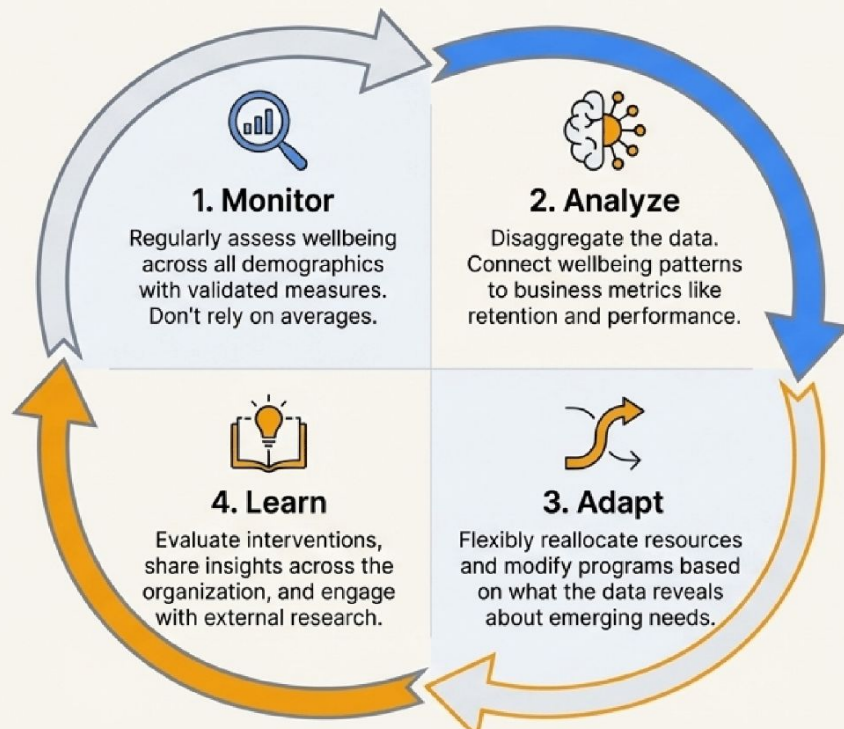 1. Monitor
Regularly assess wellbeing
across all demographics
with validated measures.
Don't rely on averages.
2. Analyze
Disaggregate the data.
Connect wellbeing patterns
to business metrics like
retention and performance.
4. Learn
Evaluate interventions,
share insights across the
organization, and engage
with external research.
3. Adapt
Flexibly reallocate resources
and modify programs based
on what the data reveals
about emerging needs.